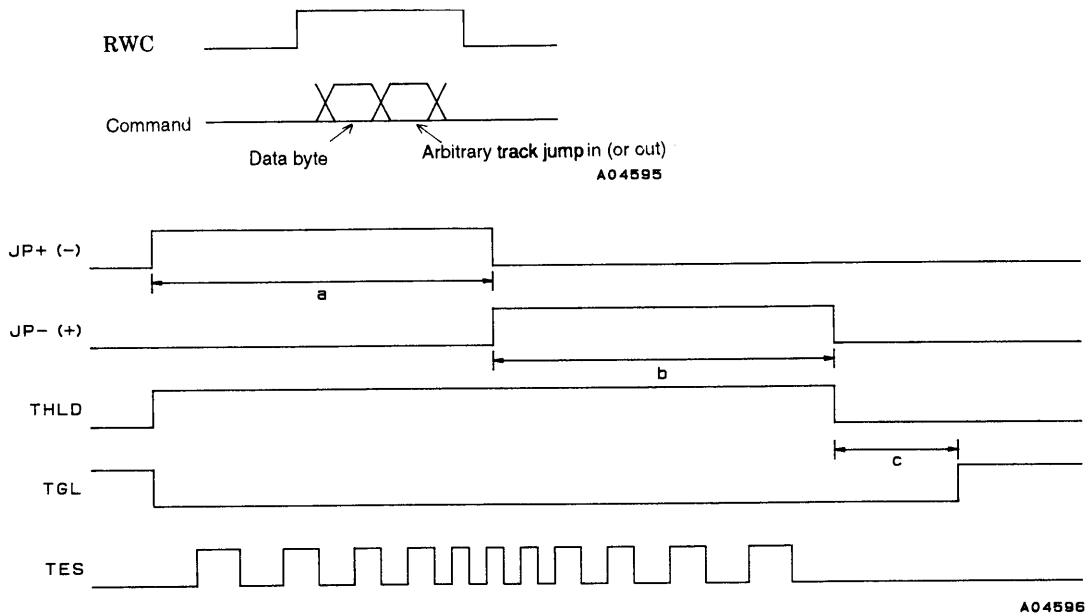 RWC
Command
Data byte
Arbitrary track jump in (or out)
A04595
JP+ (-)
a
JP- (+)
b
THLD
c
TGL
TES
A04596